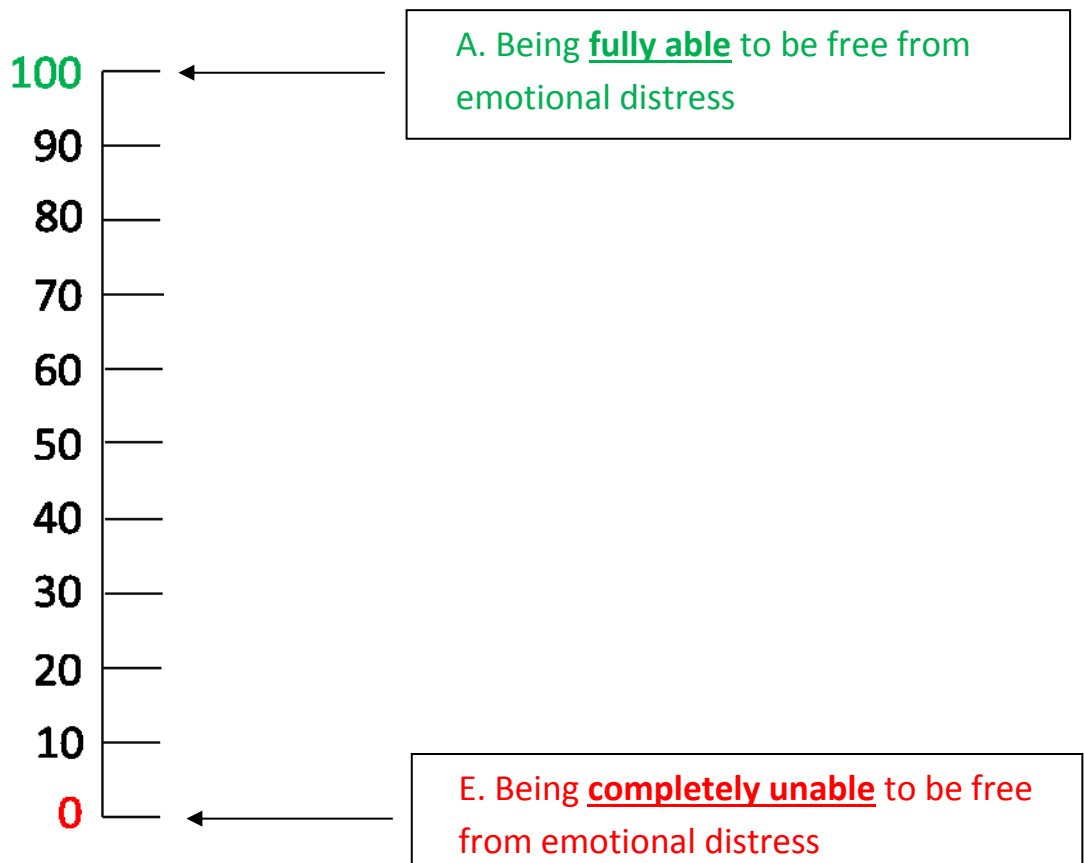 A. Being fully able to be free from
emotional distress
100
90
80
70
60
50
40
30
20
10
0
E. Being completely unable to be free
from emotional distress